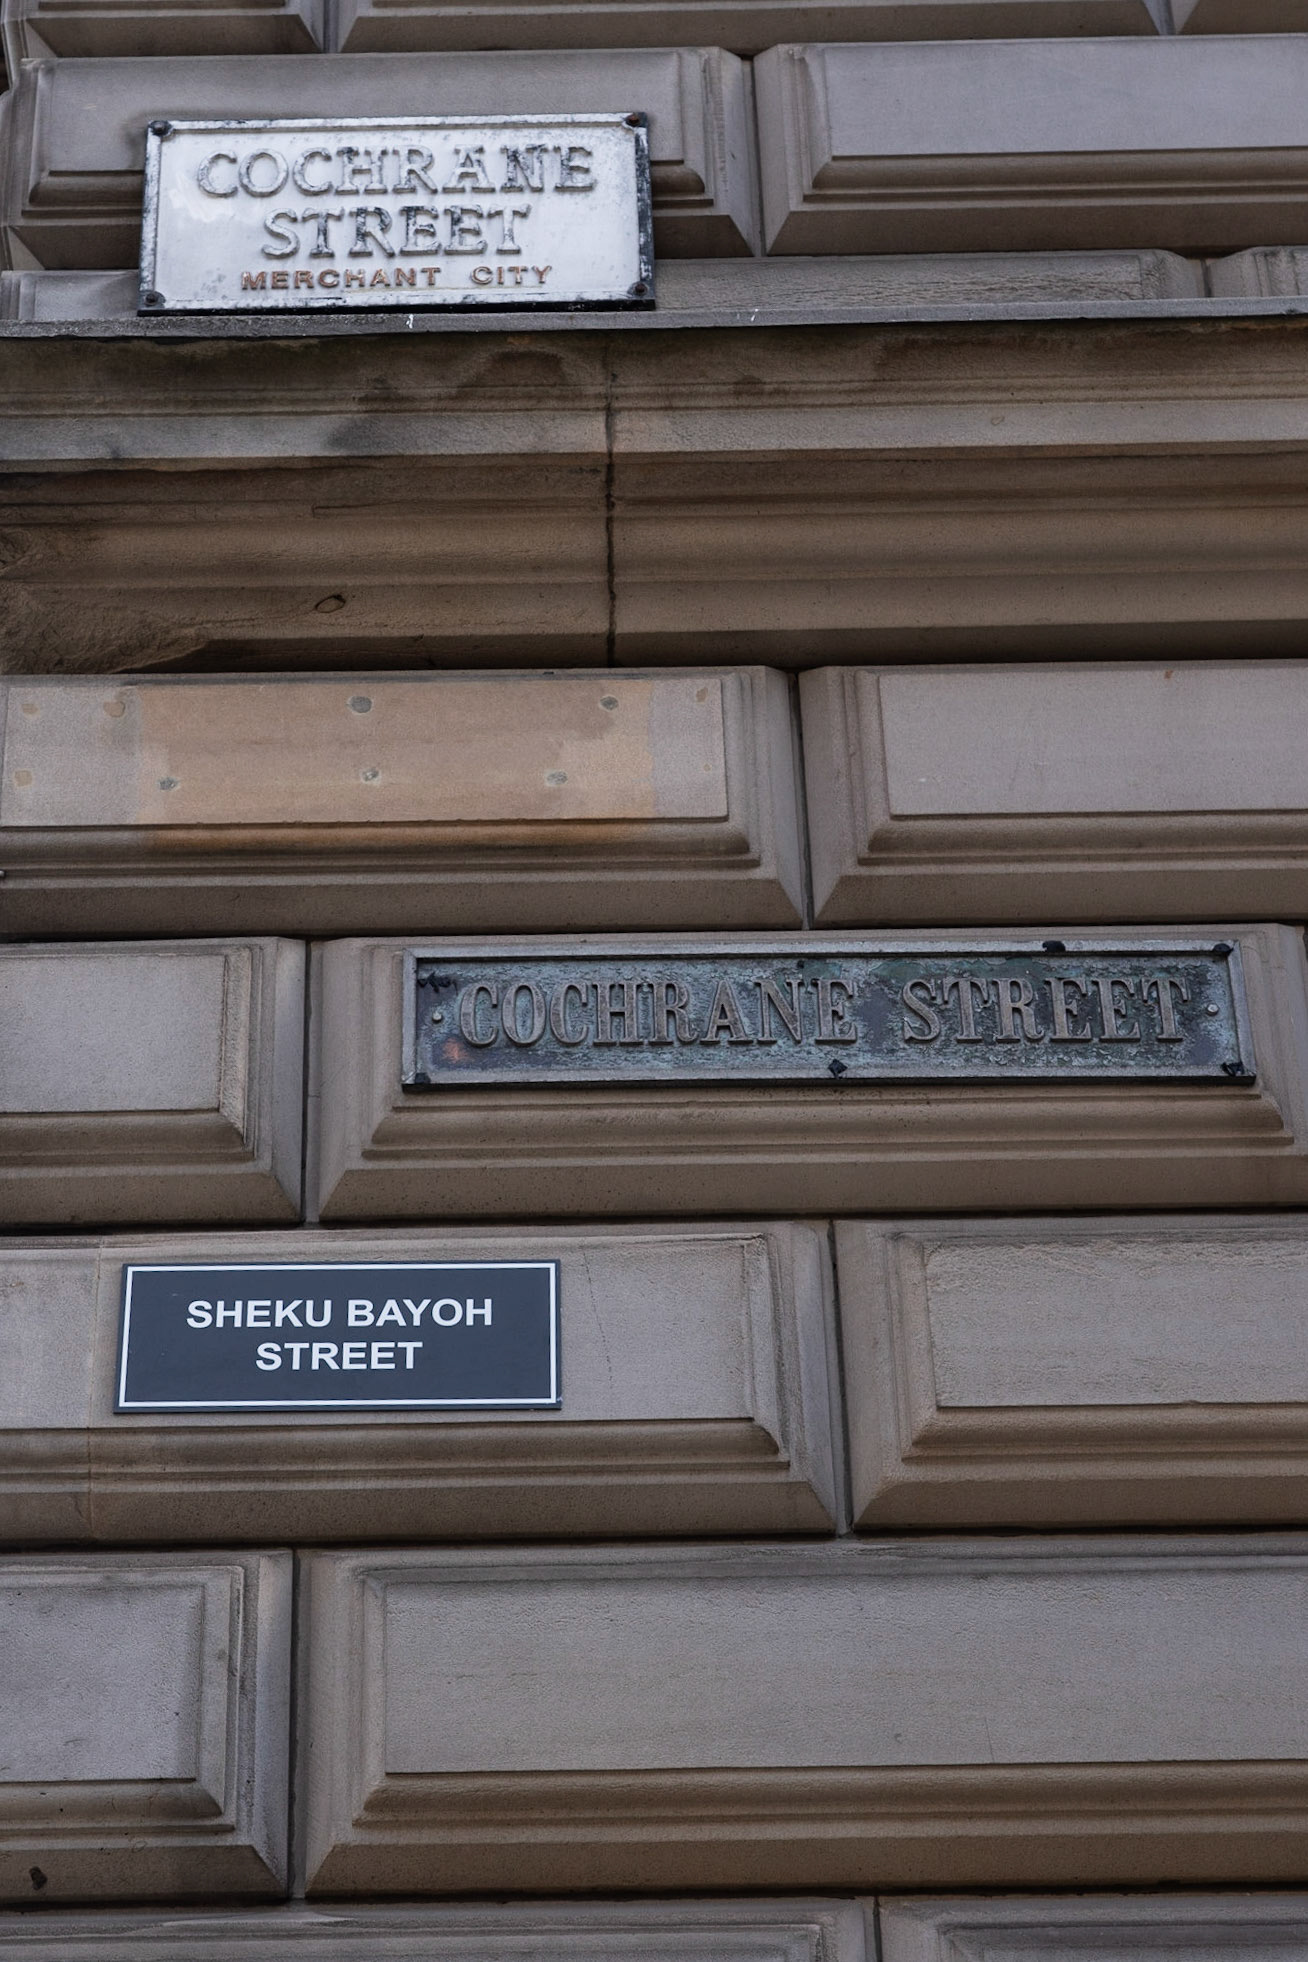 COCHRANE
STREET
MERCHANT CITY
COCHRANE STREET
SHEKU BAYOH
STREET